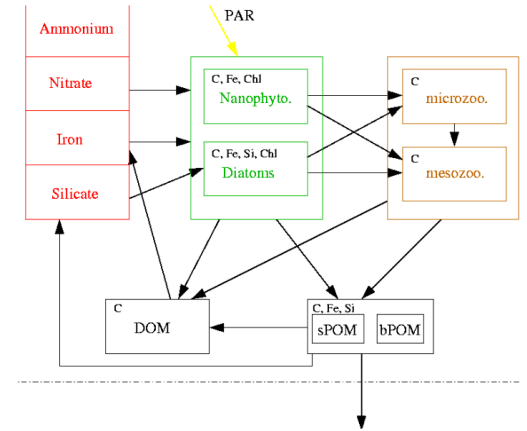 PAR
Ammonium
Nitrate
Iron
Silicate
C, Fe, Chl
Nanophyto.
C, Fe, Si, Chl
Diatoms
C
microzoo.
C
mesozoo.
C
DOM
C, Fe, Si
sPOM
bPOM